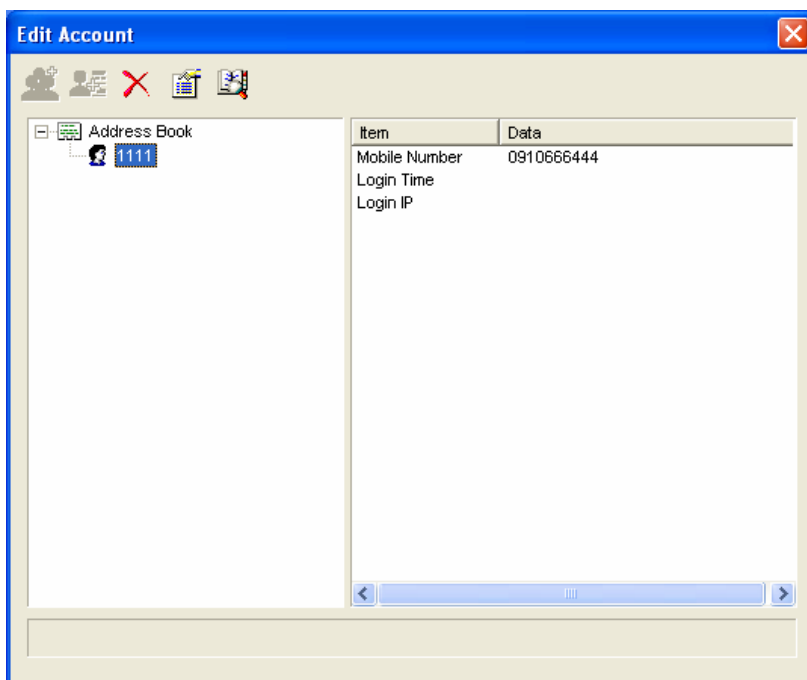 Edit Account
Address Book
1111
Item Data
Mobile Number 0910666444
Login Time
Login IP